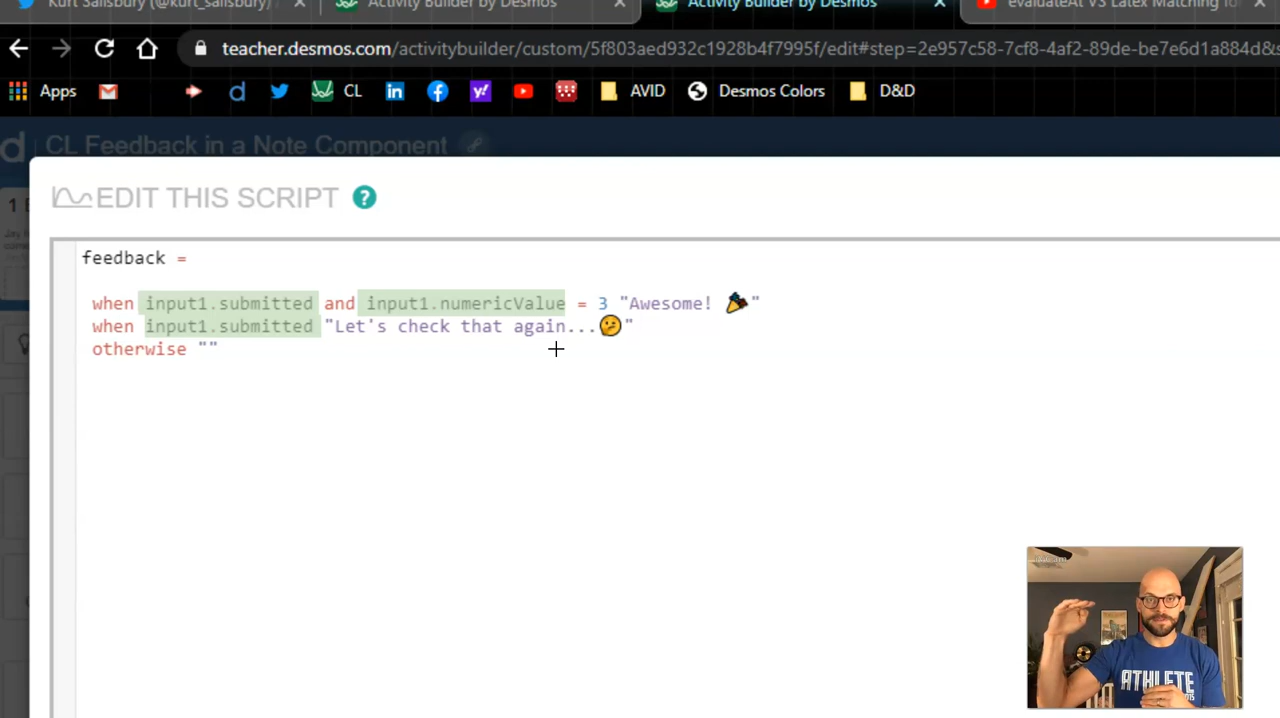 Kurt Salisbury (@kurt_salisbury)
Activity Builder by Desmos
Activity Builder by Desmos
evaluateAt V3 Latex Matching for
teacher.desmos.com/activitybuilder/custom/5f803aed932c1928b4f7995f/edit#step=2e957c58-7cf8-4af2-89de-be7e6d1a884d&s
Apps CL AVID Desmos Colors D&D
CL Feedback in a Note Component
1
EDIT THIS SCRIPT ?
feedback =
when input1.submitted and input1.numericValue = 3 "Awesome! 🎉"
when input1.submitted "Let's check that again...🤔"
otherwise ""
ATHLETE